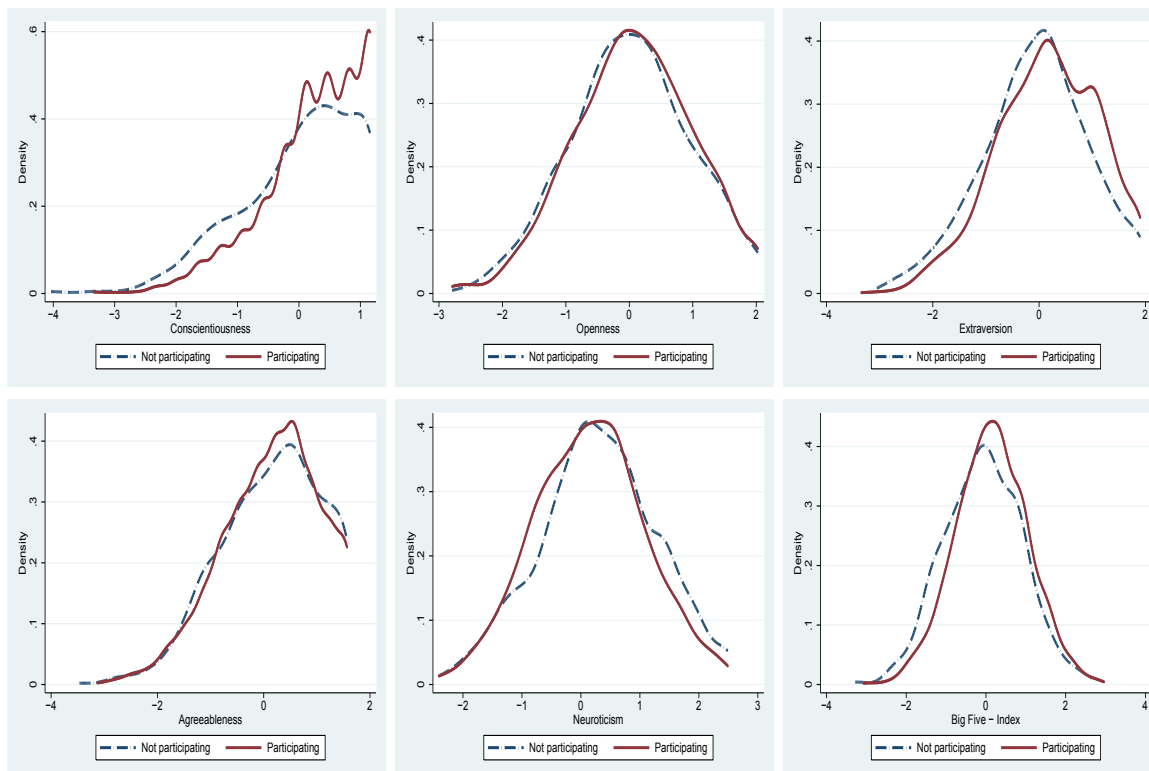 Density
.6
.4
.2
0
−4 −3 −2 −1 0 1
Conscientiousness
Not participating Participating
Density
.4
.3
.2
.1
0
−3 −2 −1 0 1 2
Openness
Not participating Participating
Density
.4
.3
.2
.1
0
−4 −2 0 2
Extraversion
Not participating Participating
Density
.4
.3
.2
.1
0
−4 −2 0 2
Agreeableness
Not participating Participating
Density
.4
.3
.2
.1
0
−2 −1 0 1 2 3
Neuroticism
Not participating Participating
Density
.4
.3
.2
.1
0
−4 −2 0 2 4
Big Five − Index
Not participating Participating